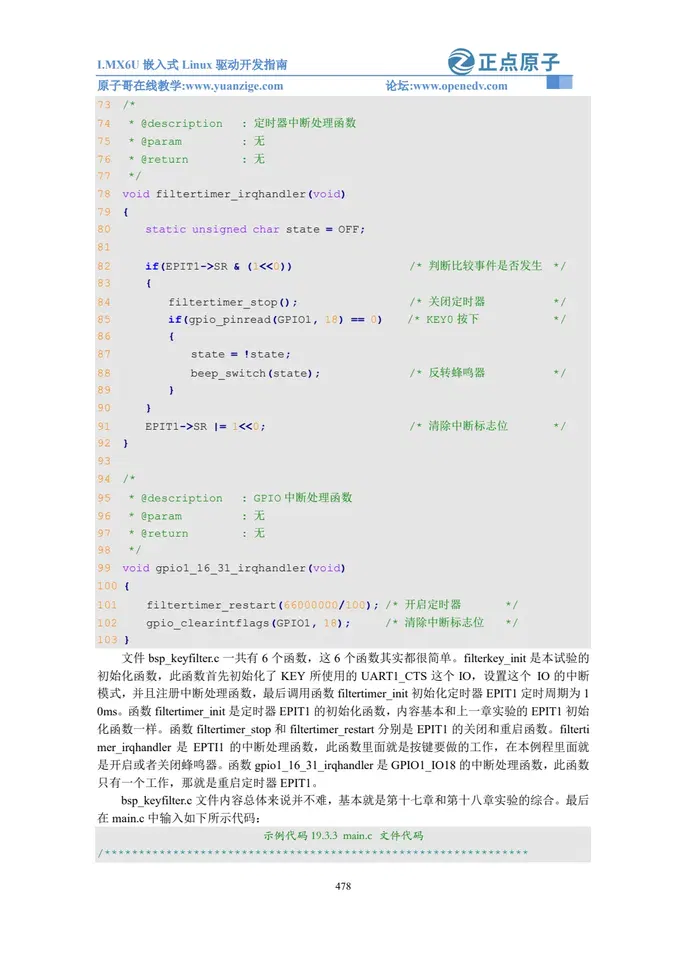 I.MX6U 嵌入式 Linux 驱动开发指南
正点原子
原子哥在线教学:www.yuanzige.com 论坛:www.openedv.com
73 /*
74 * @description : 定时器中断处理函数
75 * @param : 无
76 * @return : 无
77 */
78 void filtertimer_irqhandler(void)
79 {
80 static unsigned char state = OFF;
81
82 if(EPIT1->SR & (1<<0)) /* 判断比较事件是否发生 */
83 {
84 filtertimer_stop(); /* 关闭定时器 */
85 if(gpio_pinread(GPIO1, 18) == 0) /* KEY0 按下 */
86 {
87 state = !state;
88 beep_switch(state); /* 反转蜂鸣器 */
89 }
90 }
91 EPIT1->SR |= 1<<0; /* 清除中断标志位 */
92 }
93
94 /*
95 * @description : GPIO 中断处理函数
96 * @param : 无
97 * @return : 无
98 */
99 void gpio1_16_31_irqhandler(void)
100 {
101 filtertimer_restart(66000000/100); /* 开启定时器 */
102 gpio_clearintflags(GPIO1, 18); /* 清除中断标志位 */
103 }
文件 bsp_keyfilter.c 一共有 6 个函数，这 6 个函数其实都很简单。filterkey_init 是本试验的
初始化函数，此函数首先初始化了 KEY 所使用的 UART1_CTS 这个 IO，设置这个 IO 的中断
模式，并且注册中断处理函数，最后调用函数 filtertimer_init 初始化定时器 EPIT1 定时周期为 1
0ms。函数 filtertimer_init 是定时器 EPIT1 的初始化函数，内容基本和上一章实验的 EPIT1 初始
化函数一样。函数 filtertimer_stop 和 filtertimer_restart 分别是 EPIT1 的关闭和重启函数。filterti
mer_irqhandler 是 EPTI1 的中断处理函数，此函数里面就是按键要做的工作，在本例程里面就
是开启或者关闭蜂鸣器。函数 gpio1_16_31_irqhandler 是 GPIO1_IO18 的中断处理函数，此函数
只有一个工作，那就是重启定时器 EPIT1。
bsp_keyfilter.c 文件内容总体来说并不难，基本就是第十七章和第十八章实验的综合。最后
在 main.c 中输入如下所示代码：
示例代码 19.3.3 main.c 文件代码
/**************************************************************
478